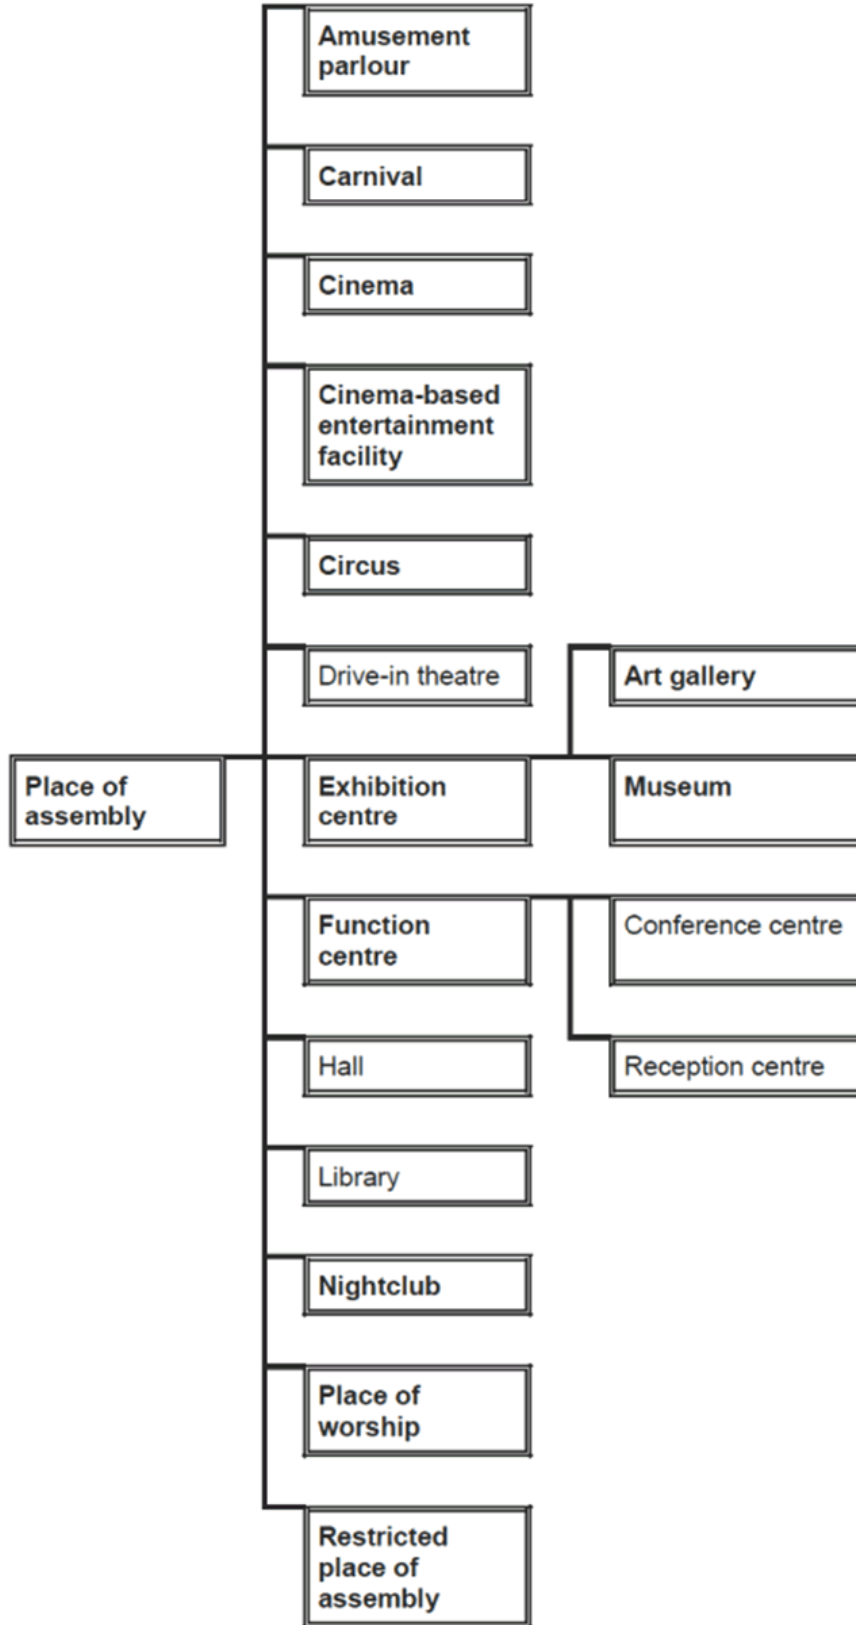 Amusement
parlour
Carnival
Cinema
Cinema-based
entertainment
facility
Circus
Drive-in theatre
Art gallery
Place of
assembly
Exhibition
centre
Museum
Function
centre
Conference centre
Hall
Reception centre
Library
Nightclub
Place of
worship
Restricted
place of
assembly